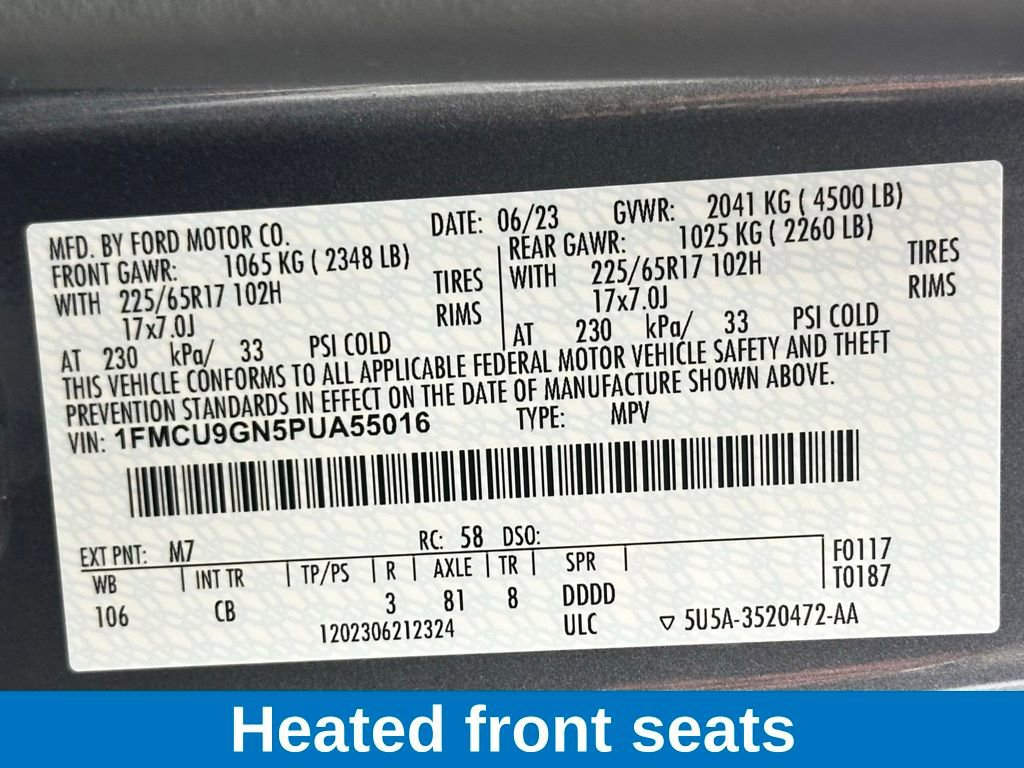 MFD. BY FORD MOTOR CO. DATE: 06/23 GVWR: 2041 KG ( 4500 LB)
FRONT GAWR: 1065 KG ( 2348 LB) REAR GAWR: 1025 KG ( 2260 LB)
WITH 225/65R17 102H TIRES WITH 225/65R17 102H TIRES
17x7.0J RIMS 17x7.0J RIMS
AT 230 kPa/ 33 PSI COLD AT 230 kPa/ 33 PSI COLD
THIS VEHICLE CONFORMS TO ALL APPLICABLE FEDERAL MOTOR VEHICLE SAFETY AND THEFT
PREVENTION STANDARDS IN EFFECT ON THE DATE OF MANUFACTURE SHOWN ABOVE.
VIN: 1FMCU9GN5PUA55016 TYPE: MPV
EXT PNT: M7 RC: 58 DSO:
WB INT TR TP/PS R AXLE TR SPR F0117
106 CB 3 81 8 DDDD T0187
1202306212324 ULC ▽ 5U5A-3520472-AA
Heated front seats